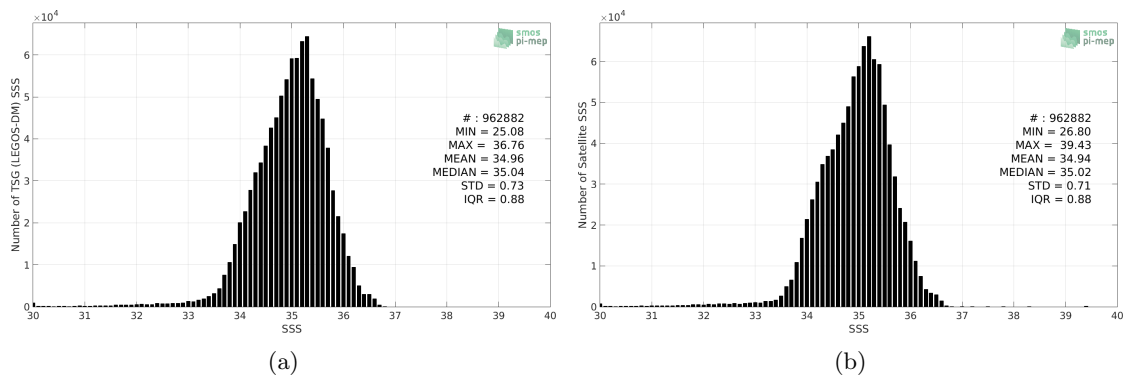 ×10⁴
smos
pi-mep
Number of TSG (LEGOS-DM) SSS
# : 962882
MIN = 25.08
MAX = 36.76
MEAN = 34.96
MEDIAN = 35.04
STD = 0.73
IQR = 0.88
6
5
4
3
2
1
0
30 31 32 33 34 35 36 37 38 39 40
SSS
(a)
×10⁴
smos
pi-mep
Number of Satellite SSS
# : 962882
MIN = 26.80
MAX = 39.43
MEAN = 34.94
MEDIAN = 35.02
STD = 0.71
IQR = 0.88
6
5
4
3
2
1
0
30 31 32 33 34 35 36 37 38 39 40
SSS
(b)